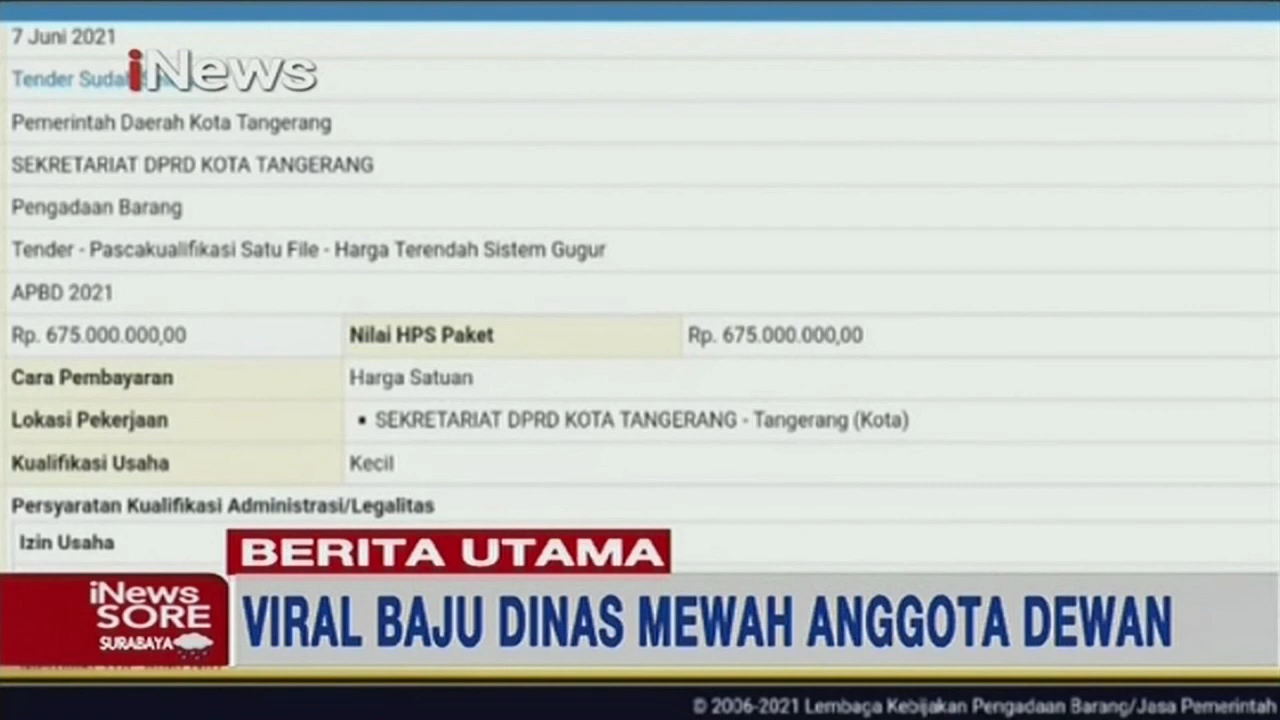 7 Juni 2021
iNews
Tender Sudah
Pemerintah Daerah Kota Tangerang
SEKRETARIAT DPRD KOTA TANGERANG
Pengadaan Barang
Tender - Pascakualifikasi Satu File - Harga Terendah Sistem Gugur
APBD 2021
Rp. 675.000.000,00 Nilai HPS Paket Rp. 675.000.000,00
Cara Pembayaran Harga Satuan
Lokasi Pekerjaan ▪ SEKRETARIAT DPRD KOTA TANGERANG - Tangerang (Kota)
Kualifikasi Usaha Kecil
Persyaratan Kualifikasi Administrasi/Legalitas
Izin Usaha
BERITA UTAMA
iNews
SORE
SURABAYA
VIRAL BAJU DINAS MEWAH ANGGOTA DEWAN
© 2006-2021 Lembaga Kebijakan Pengadaan Barang/Jasa Pemerintah